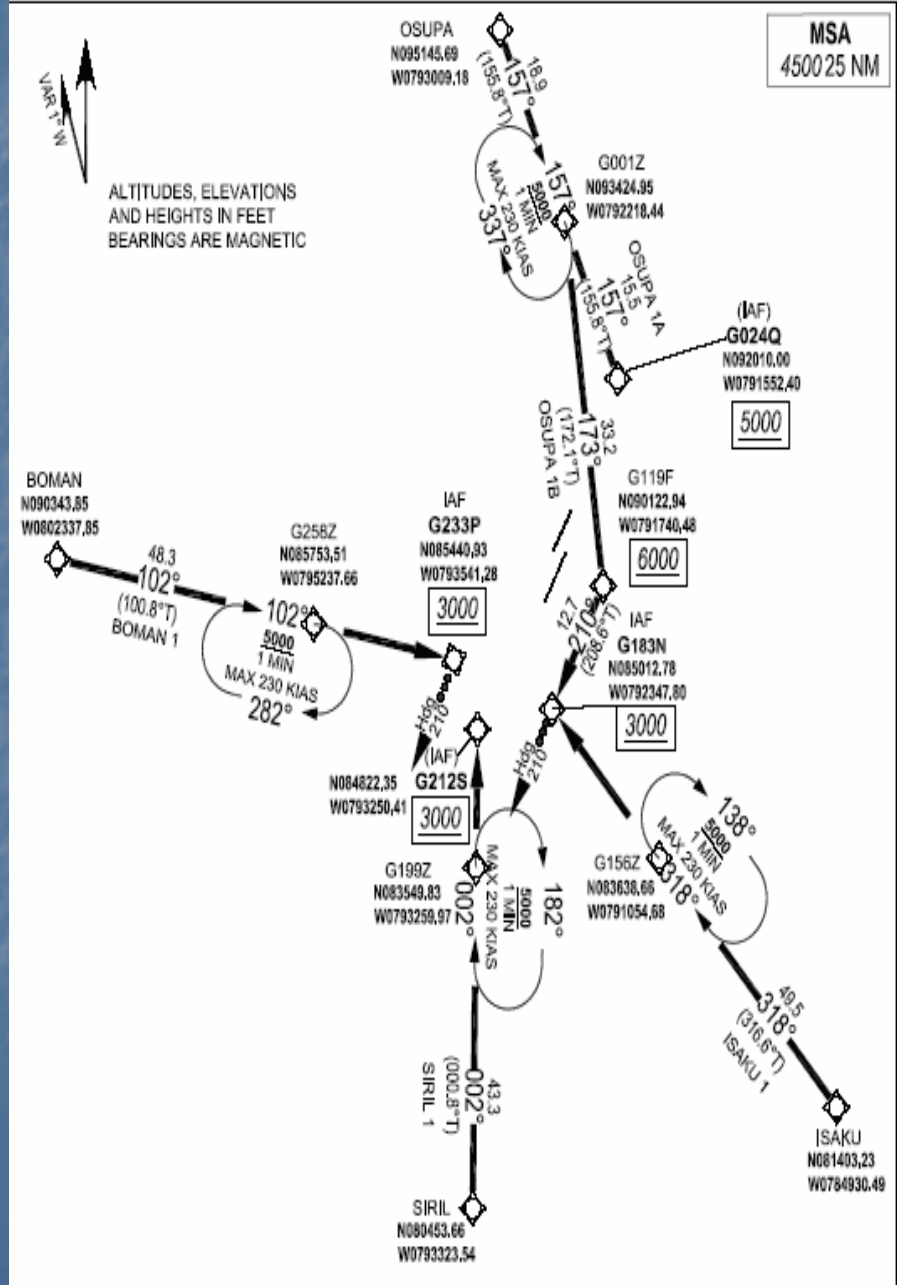 OSUPA
N095145.69
W0793009.18
MSA
4500 25 NM
VAR 1° W
ALTITUDES, ELEVATIONS
AND HEIGHTS IN FEET
BEARINGS ARE MAGNETIC
18.9
157°
(155.8°T)
157°
5000
1 MIN
MAX 230 KIAS
337°
G001Z
N093424.95
W0792218.44
OSUPA 1A
15.5
157°
(155.8°T)
(IAF)
G024Q
N092010.00
W0791552.40
5000
33.2
173°
(172.1°T)
OSUPA 1B
G119F
N090122.94
W0791740.48
6000
BOMAN
N090343.85
W0802337.85
48.3
102°
(100.8°T)
BOMAN 1
G258Z
N085753.51
W0795237.66
102°
5000
1 MIN
MAX 230 KIAS
282°
IAF
G233P
N085440.93
W0793541.28
3000
Hdg
210
12.7
210°
(208.6°T)
IAF
G183N
N085012.78
W0792347.80
3000
Hdg
210
(IAF)
G212S
N084822.35
W0793250.41
3000
G199Z
N083549.83
W0793259.97
002°
MAX 230 KIAS
1 MIN
5000
182°
G156Z
N083638.66
W0791054.68
138°
5000
1 MIN
MAX 230 KIAS
318°
49.5
318°
(316.6°T)
ISAKU 1
ISAKU
N081403.23
W0784930.49
43.3
002°
(000.8°T)
SIRIL 1
SIRIL
N080453.66
W0793323.54